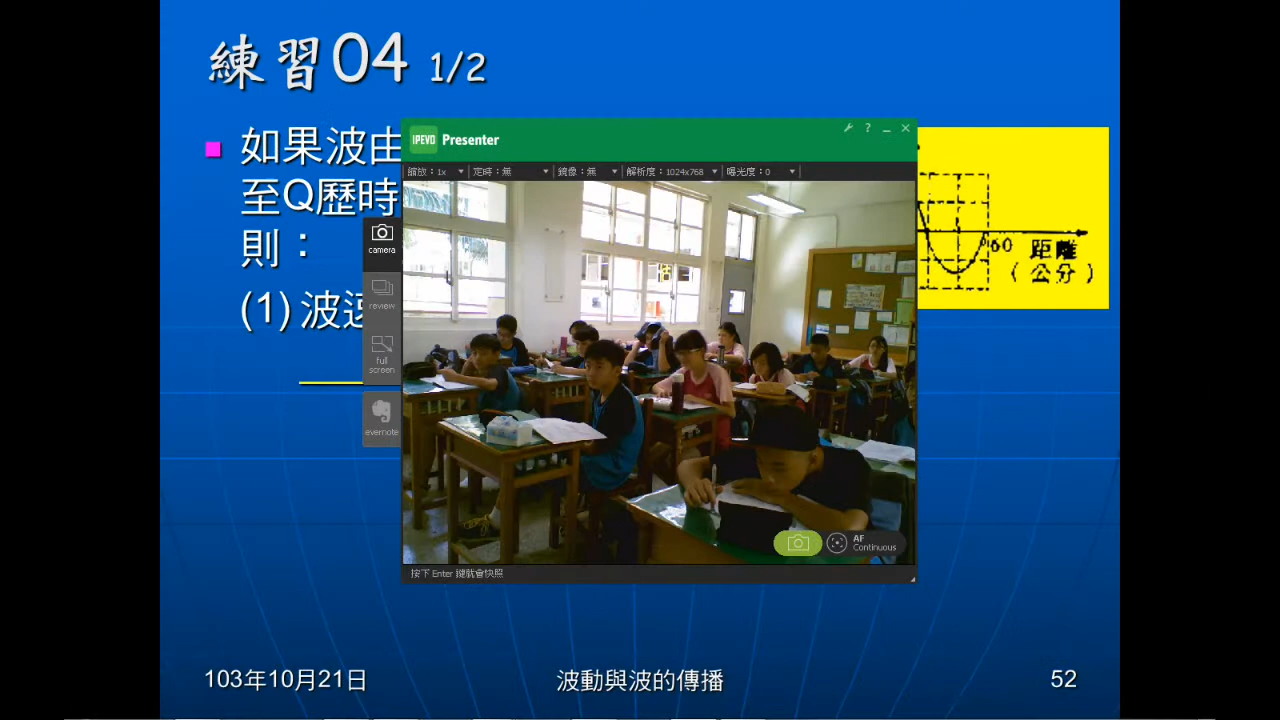 練習04 1/2
如果波由
至Q歷時
則：
(1) 波速
IPEVO Presenter
縮放：1x 定時：無 鏡像：無 解析度：1024x768 曝光度：0
camera
review
full
screen
evernote
60 距離
(公分)
AF
Continuous
按下 Enter 鍵就會快照
103年10月21日 波動與波的傳播 52